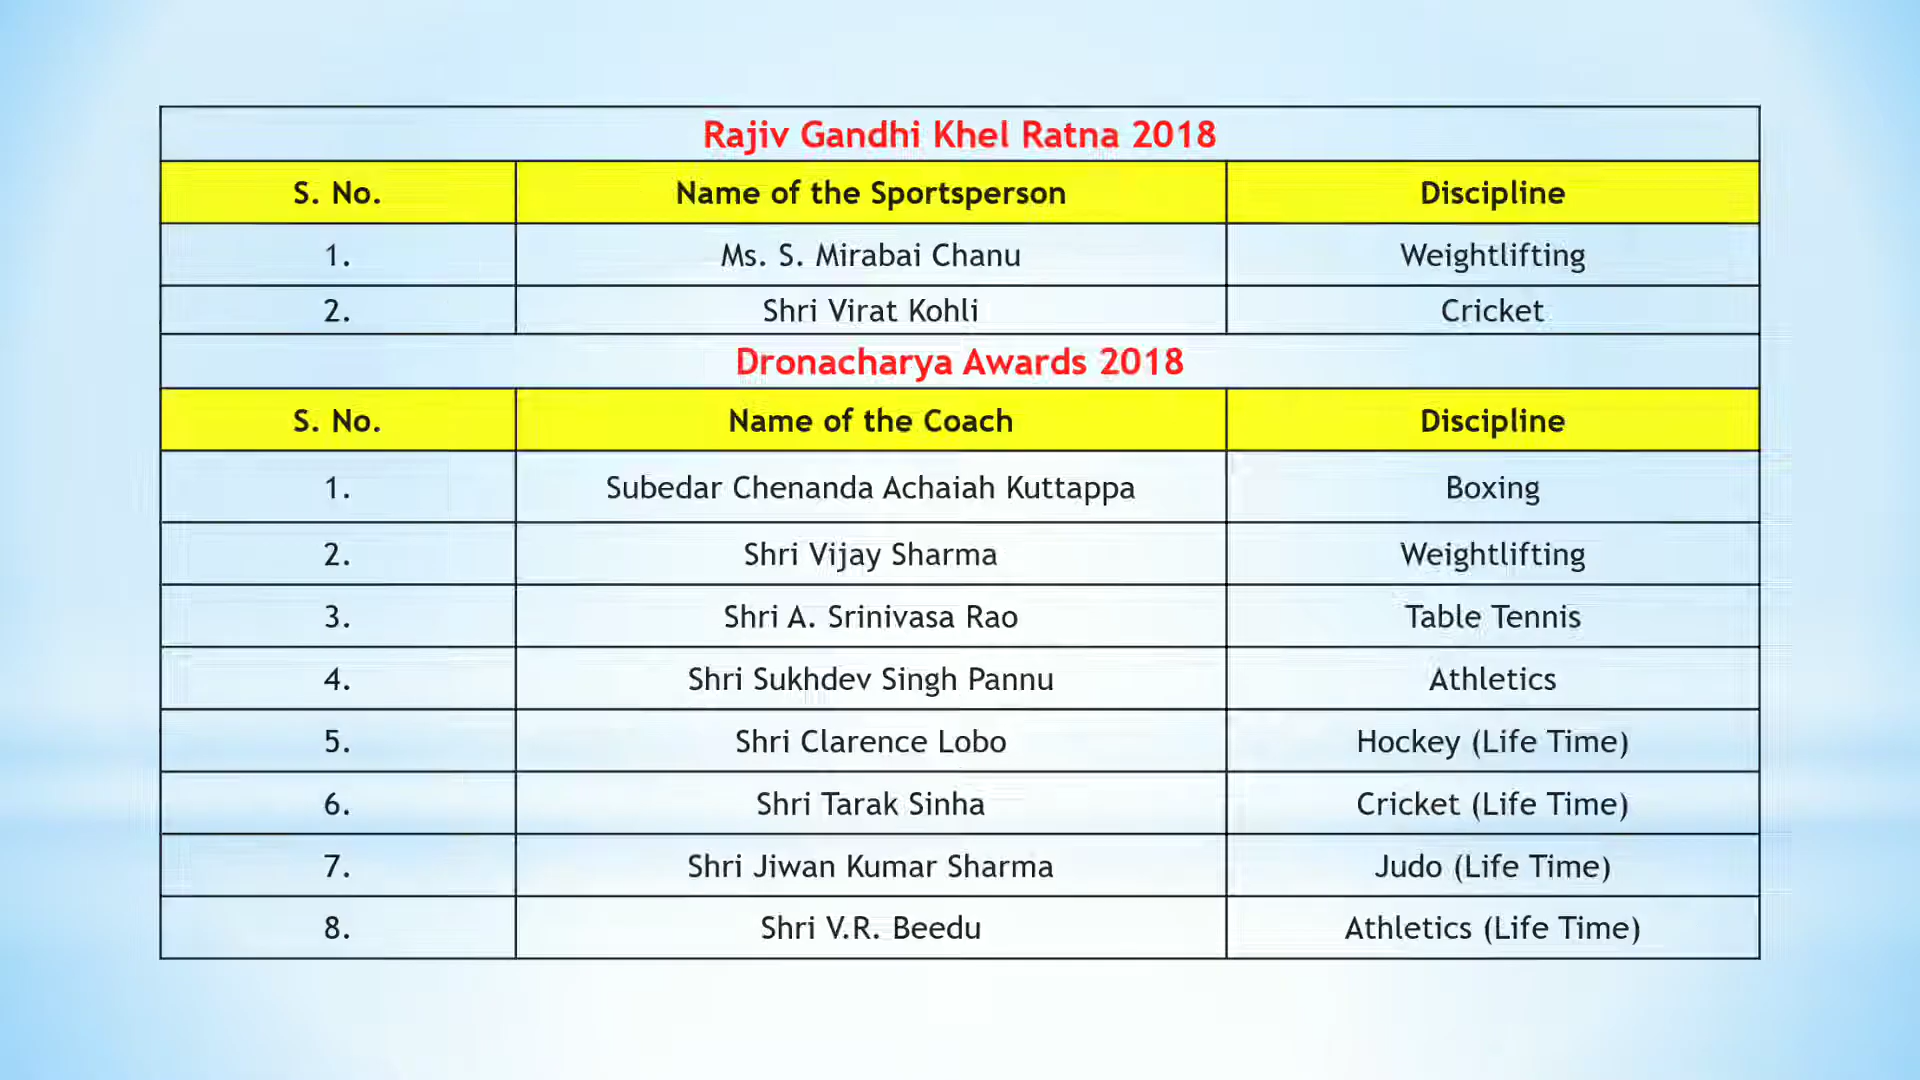 Rajiv Gandhi Khel Ratna 2018
S. No. Name of the Sportsperson Discipline
1. Ms. S. Mirabai Chanu Weightlifting
2. Shri Virat Kohli Cricket
Dronacharya Awards 2018
S. No. Name of the Coach Discipline
1. Subedar Chenanda Achaiah Kuttappa Boxing
2. Shri Vijay Sharma Weightlifting
3. Shri A. Srinivasa Rao Table Tennis
4. Shri Sukhdev Singh Pannu Athletics
5. Shri Clarence Lobo Hockey (Life Time)
6. Shri Tarak Sinha Cricket (Life Time)
7. Shri Jiwan Kumar Sharma Judo (Life Time)
8. Shri V.R. Beedu Athletics (Life Time)